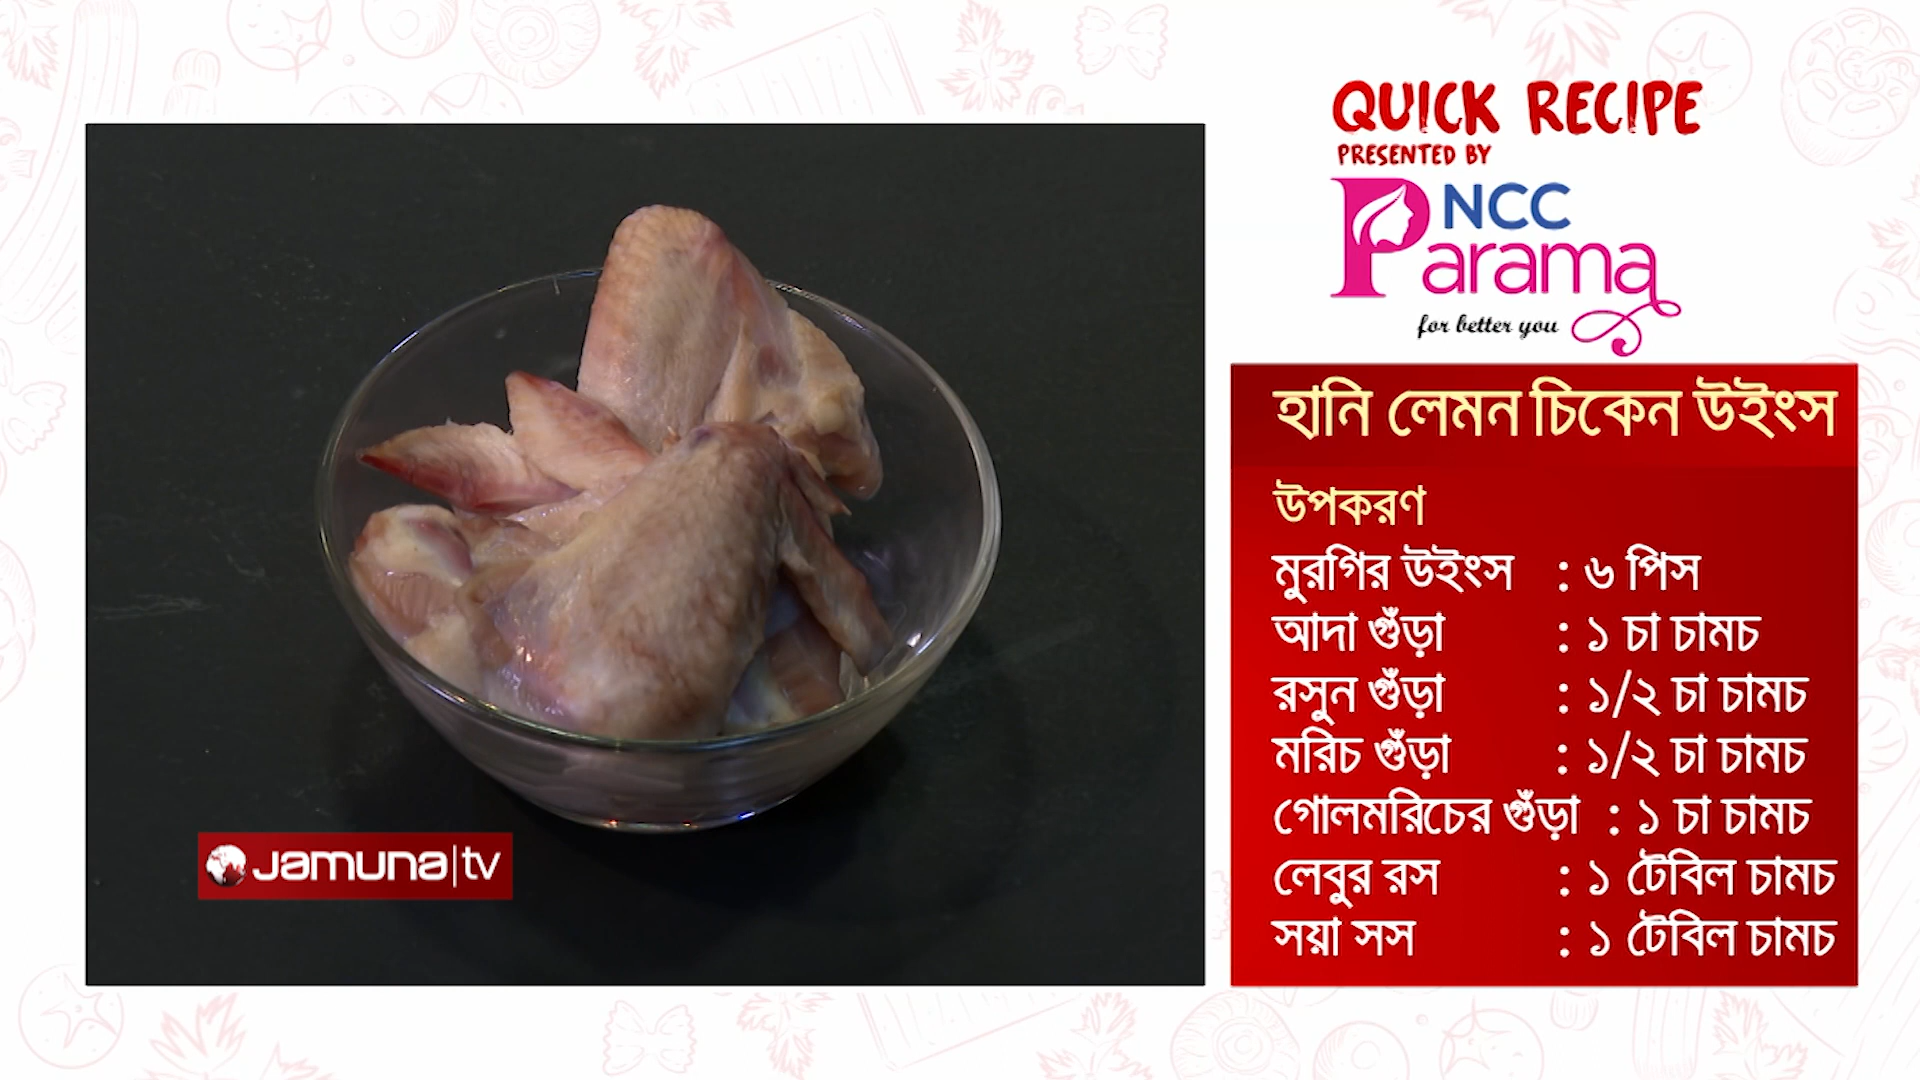 QUICK RECIPE
PRESENTED BY
NCC
Parama
for better you
হানি লেমন চিকেন উইংস
উপকরণ
মুরগির উইংস : ৬ পিস
আদা গুঁড়া : ১ চা চামচ
রসুন গুঁড়া : ১/২ চা চামচ
মরিচ গুঁড়া : ১/২ চা চামচ
গোলমরিচের গুঁড়া : ১ চা চামচ
লেবুর রস : ১ টেবিল চামচ
সয়া সস : ১ টেবিল চামচ
Jamuna|tv